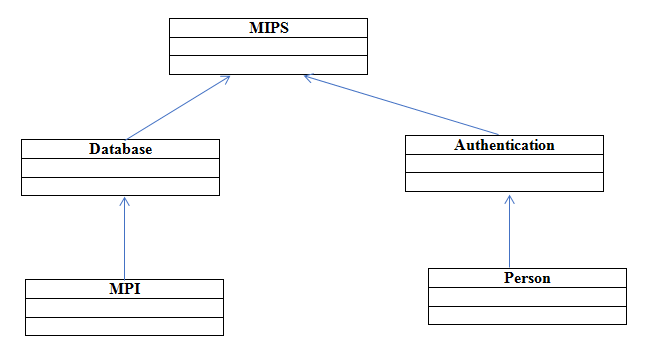 MIPS
Database
Authentication
MPI
Person